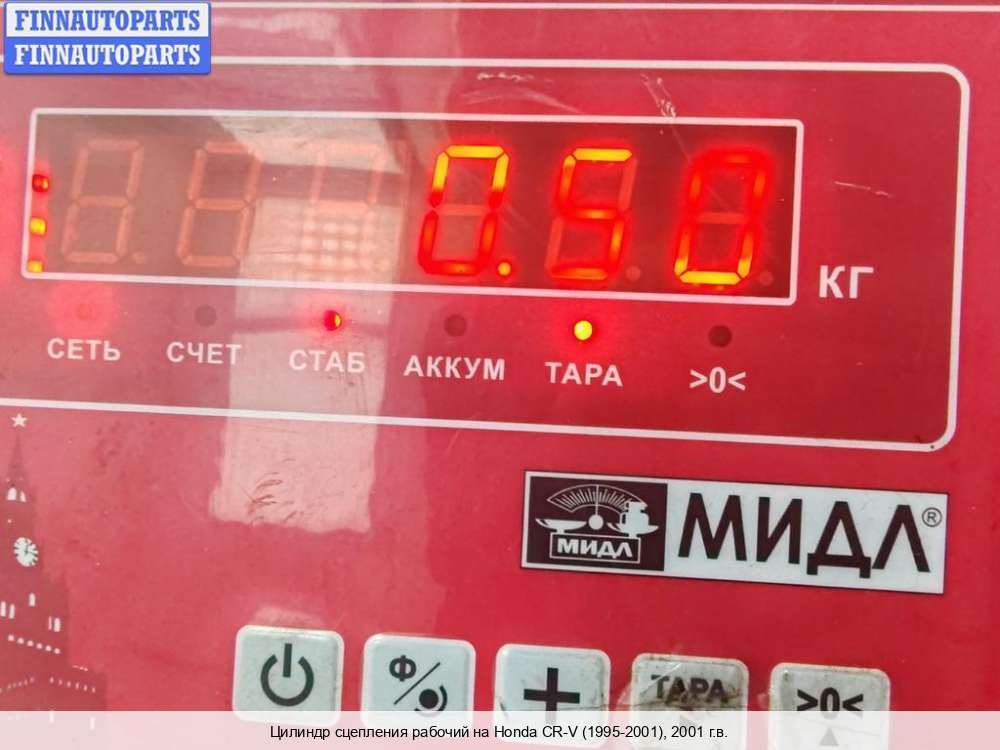 FINNAUTOPARTS
FINNAUTOPARTS
0.50
КГ
СЕТЬ СЧЕТ СТАБ АККУМ ТАРА >0<
МИДЛ МИДЛ®
Ф ТАРА >0<
Цилиндр сцепления рабочий на Honda CR-V (1995-2001), 2001 г.в.